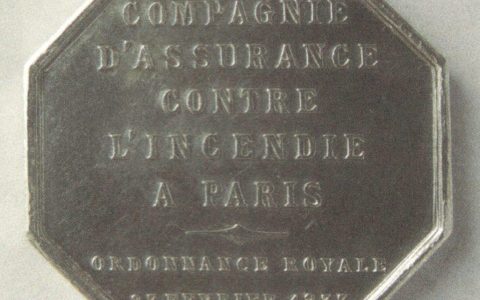 COMPAGNIE
D'ASSURANCE
CONTRE
L'INCENDIE
A PARIS
ORDONNANCE ROYALE